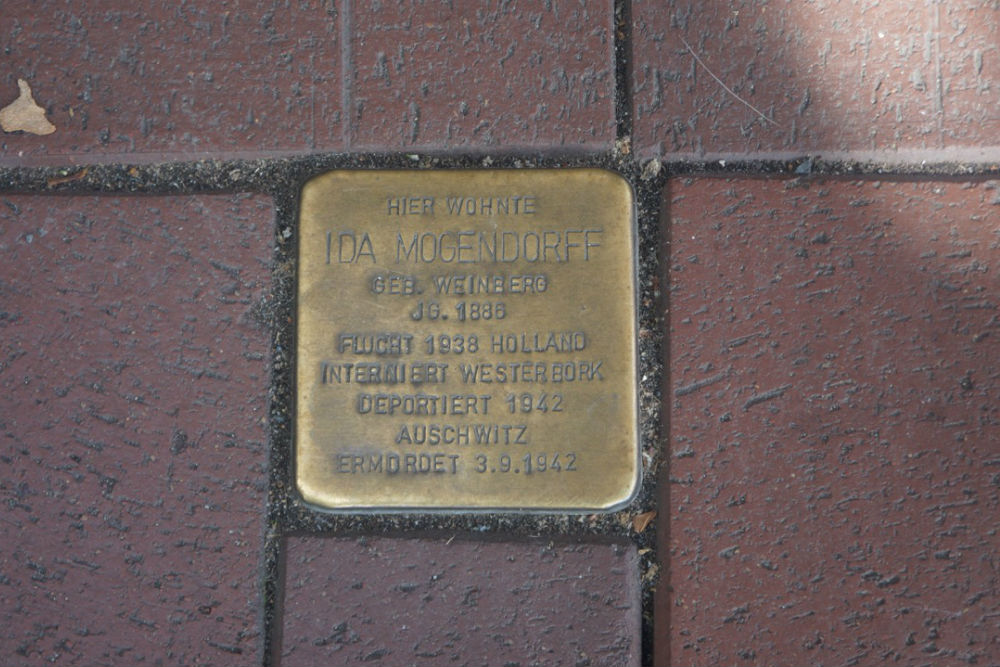 HIER WOHNTE
IDA MOGENDORFF
GEB. WEINBERG
JG. 1886
FLUCHT 1938 HOLLAND
INTERNIERT WESTERBORK
DEPORTIERT 1942
AUSCHWITZ
ERMORDET 3.9.1942